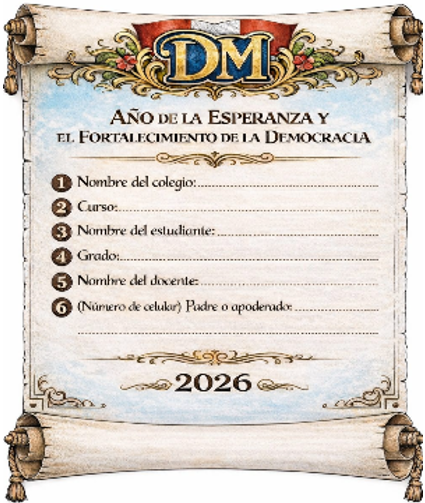 DM
AÑO DE LA ESPERANZA Y
EL FORTALECIMIENTO DE LA DEMOCRACIA
1 Nombre del colegio:
2 Curso:
3 Nombre del estudiante:
4 Grado:
5 Nombre del docente:
6 (Número de celular) Padre o apoderado:
2026